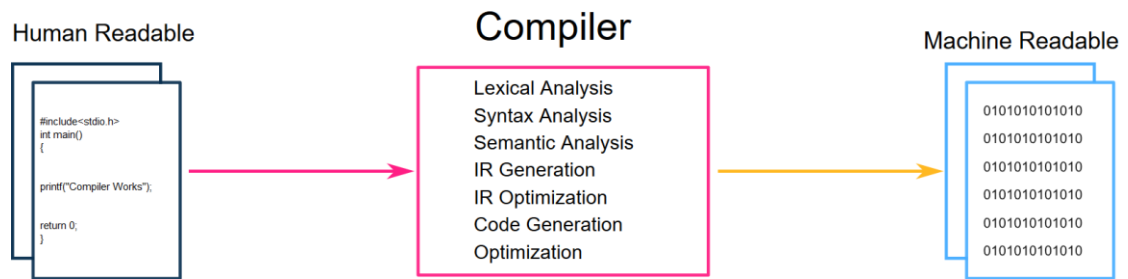 Human Readable
#include<stdio.h>
int main()
{
printf("Compiler Works");
return 0;
}
Compiler
Lexical Analysis
Syntax Analysis
Semantic Analysis
IR Generation
IR Optimization
Code Generation
Optimization
Machine Readable
0101010101010
0101010101010
0101010101010
0101010101010
0101010101010
0101010101010